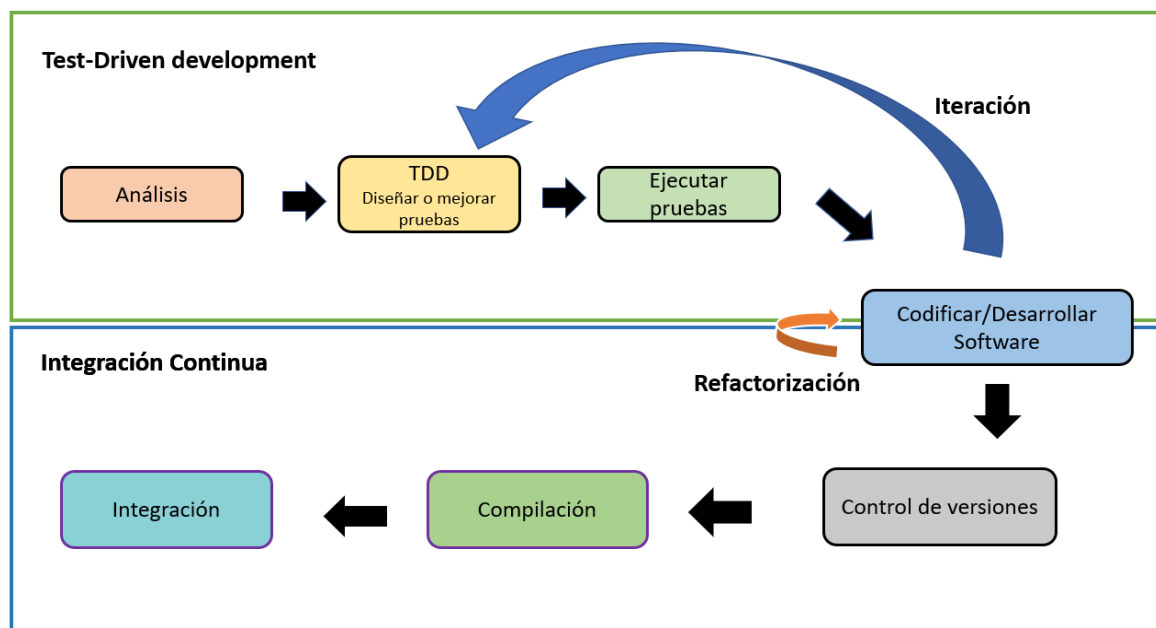 Test-Driven development
Iteración
Análisis
TDD
Diseñar o mejorar
pruebas
Ejecutar
pruebas
Codificar/Desarrollar
Software
Integración Continua
Refactorización
Integración
Compilación
Control de versiones